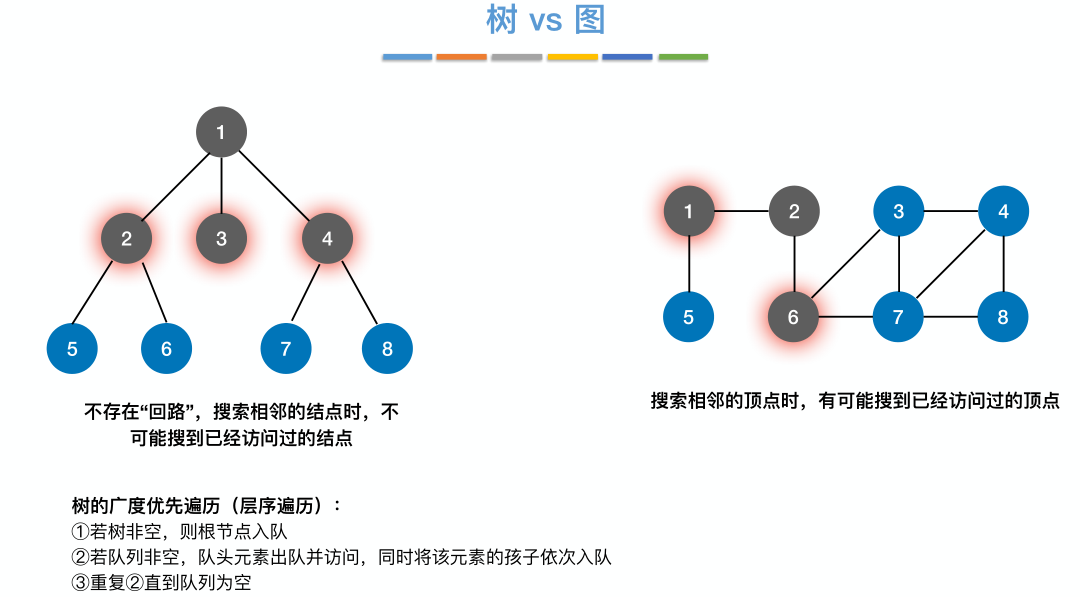 树 vs 图
1
2
3
4
5
6
7
8
不存在“回路”，搜索相邻的结点时，不
可能搜到已经访问过的结点
1
2
3
4
5
6
7
8
搜索相邻的顶点时，有可能搜到已经访问过的顶点
树的广度优先遍历（层序遍历）：
①若树非空，则根节点入队
②若队列非空，队头元素出队并访问，同时将该元素的孩子依次入队
③重复②直到队列为空